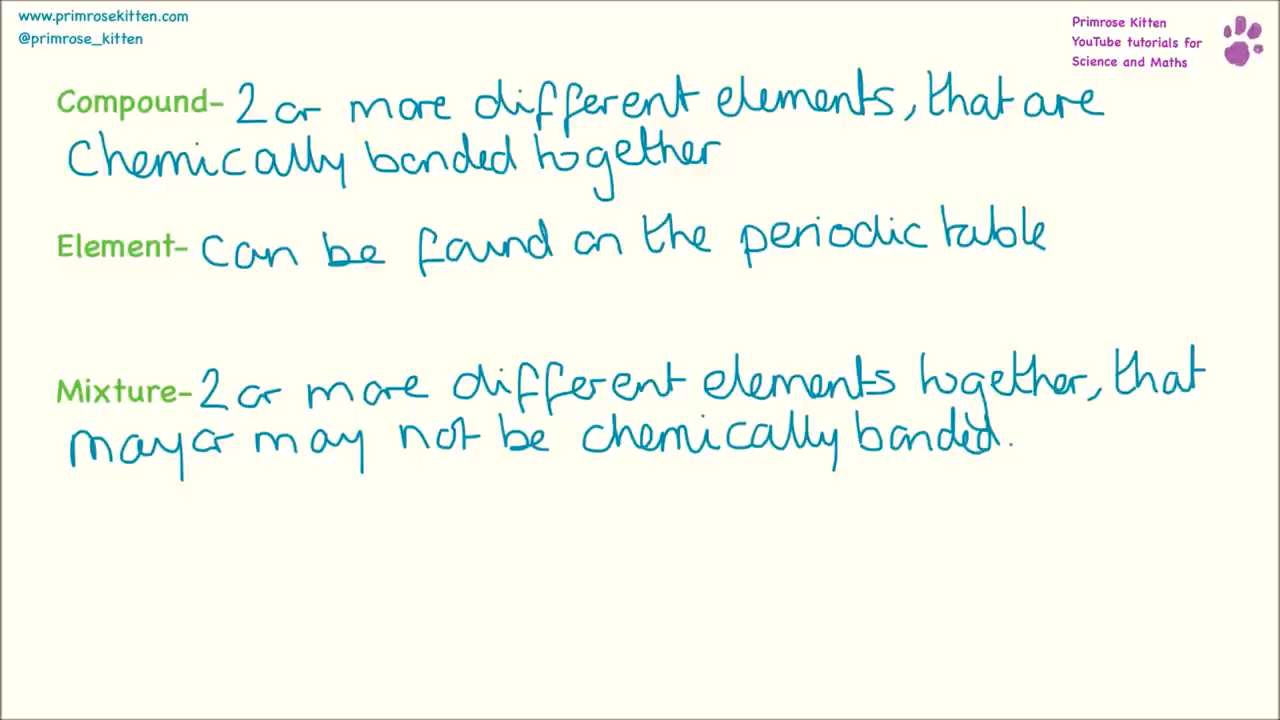 www.primrosekitten.com
@primrose_kitten
Primrose Kitten
YouTube tutorials for
Science and Maths
Compound- 2 or more different elements, that are
chemically bonded together
Element- can be found on the periodic table
Mixture- 2 or more different elements together, that
may or may not be chemically bonded.